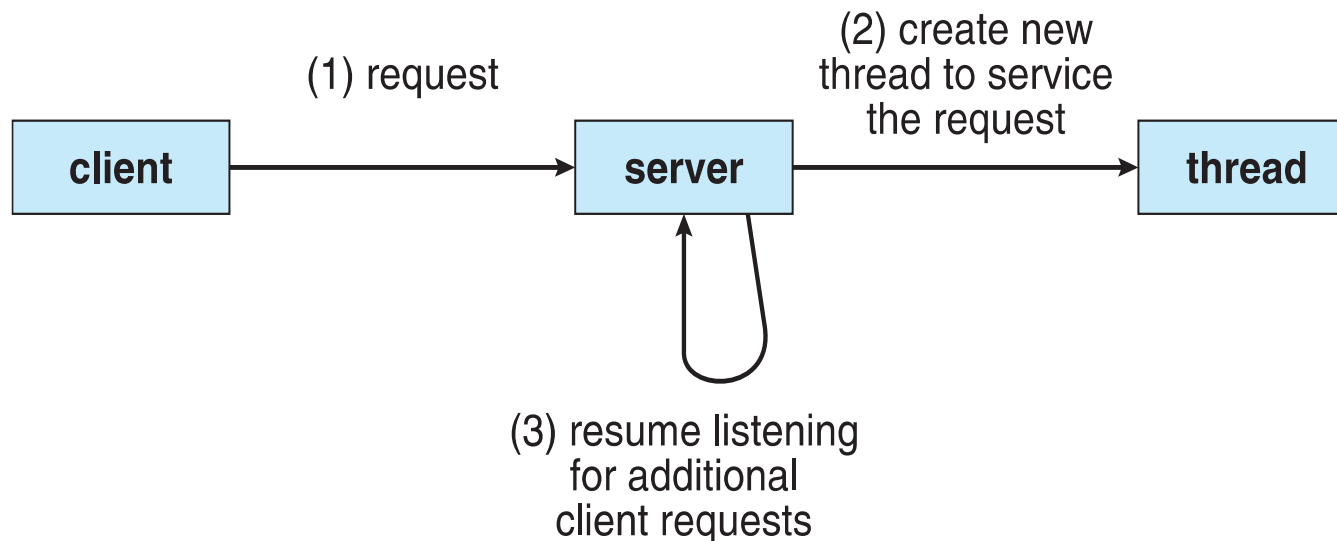 (1) request
(2) create new
thread to service
the request
client
server
thread
(3) resume listening
for additional
client requests